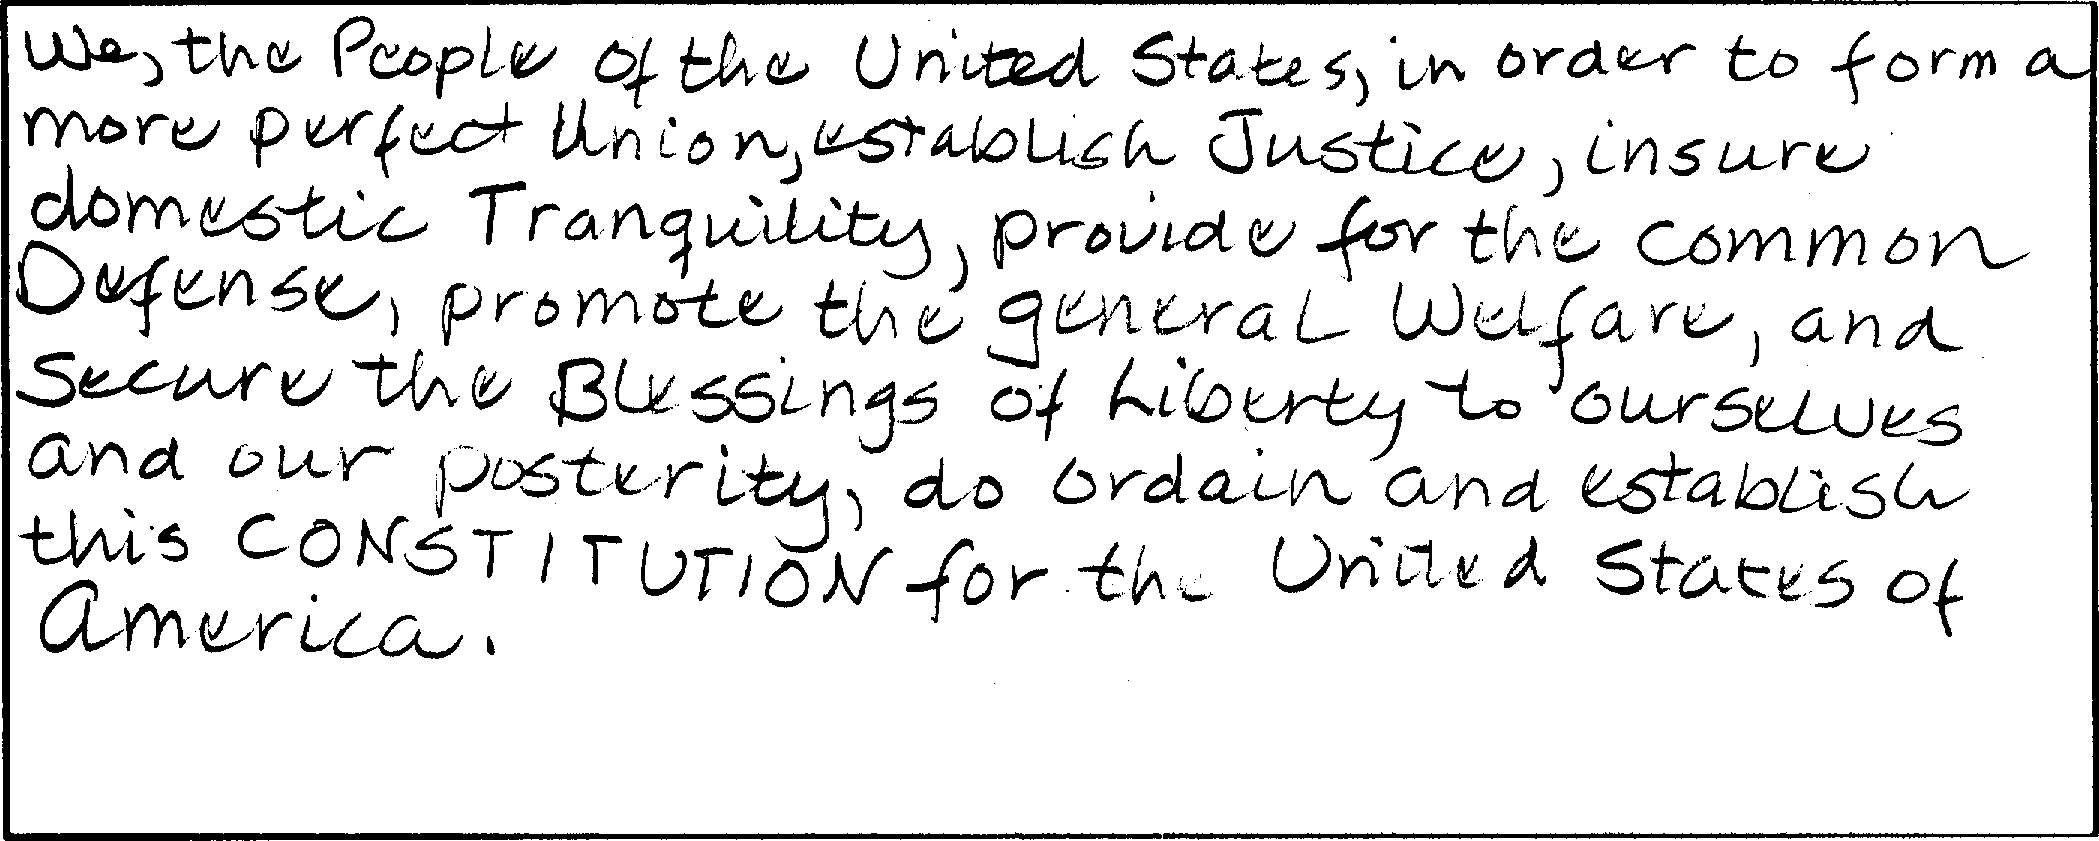 We, the People of the United States, in order to form a
more perfect Union, establish Justice, insure
domestic Tranquility, provide for the common
Defense, promote the general Welfare, and
secure the Blessings of Liberty to ourselves
and our posterity, do ordain and establish
this CONSTITUTION for the United States of
America.